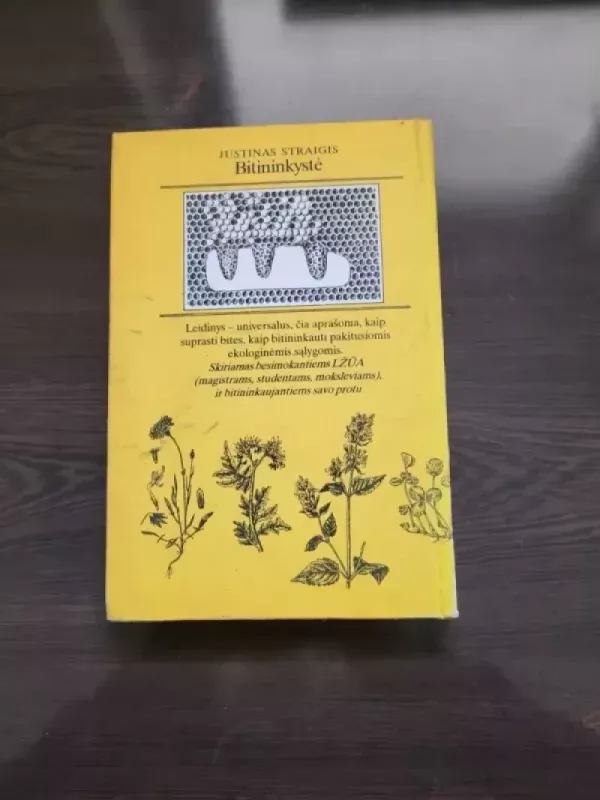 JUSTINAS STRAIGIS
Bitininkystė
Leidinys – universalus, čia aprašoma, kaip
suprasti bites, kaip bitininkauti pakitusiomis
ekologinėmis sąlygomis.
Skiriamas besimokantiems LŽŪA
(magistrams, studentams, moksleviams),
ir bitininkaujantiems savo protu